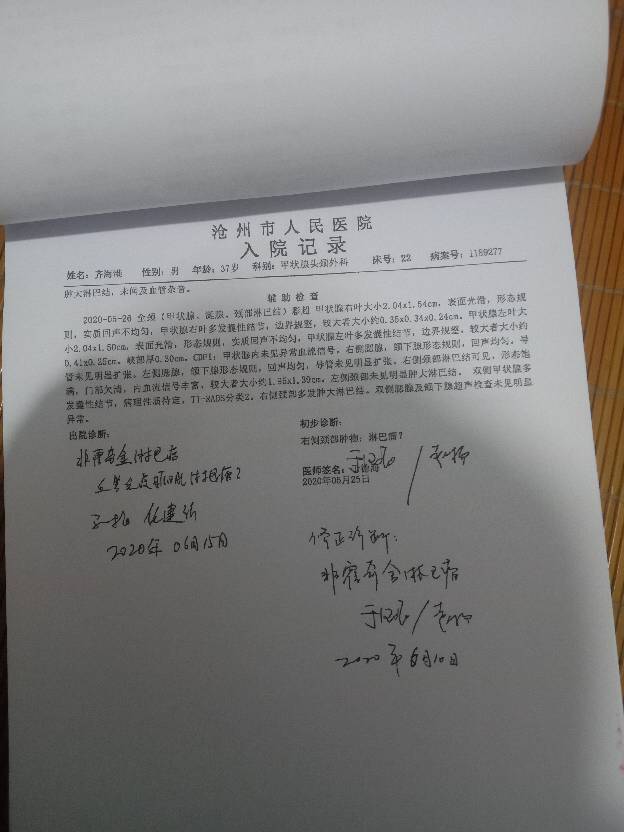 沧州市人民医院
入院记录
姓名：齐海港 性别：男 年龄：37岁 科别：甲状腺头颈外科 床号：22 病案号：1189277
肿大淋巴结，未闻及血管杂音。
辅助检查
2020-05-26 全颈（甲状腺、涎腺、颈部淋巴结）彩超 甲状腺右叶大小2.04x1.54cm，表面光滑，形态规
则，实质回声不均匀，甲状腺右叶多发囊性结节，边界规整，较大者大小约0.35x0.34x0.24cm。甲状腺左叶大
小2.04x1.50cm，表面光滑，形态规则，实质回声不均匀，甲状腺左叶多发囊性结节，边界规整，较大者大小约
0.41x0.25cm，峡部厚0.30cm。CDFI：甲状腺内未见异常血流信号。右侧腮腺、颌下腺形态规则，回声均匀，导
管未见明显扩张。左侧腮腺、颌下腺形态规则，回声均匀，导管未见明显扩张。右侧颈部淋巴结可见，形态饱
满，门部欠清，内血流信号丰富，较大者大小约1.95x1.39cm。左侧颈部未见明显肿大淋巴结。 双侧甲状腺多
发囊性结节，病理性质待定，TI-RADS分类2。右侧颈部多发肿大淋巴结。双侧腮腺及颌下腺超声检查未见明显
异常。
出院诊断：
非霍奇金淋巴瘤
2020年06月15日
初步诊断：
右侧颈部肿物：淋巴瘤？
医师签名：
2020年05月25日
修正诊断：
非霍奇金淋巴瘤
2020年6月10日